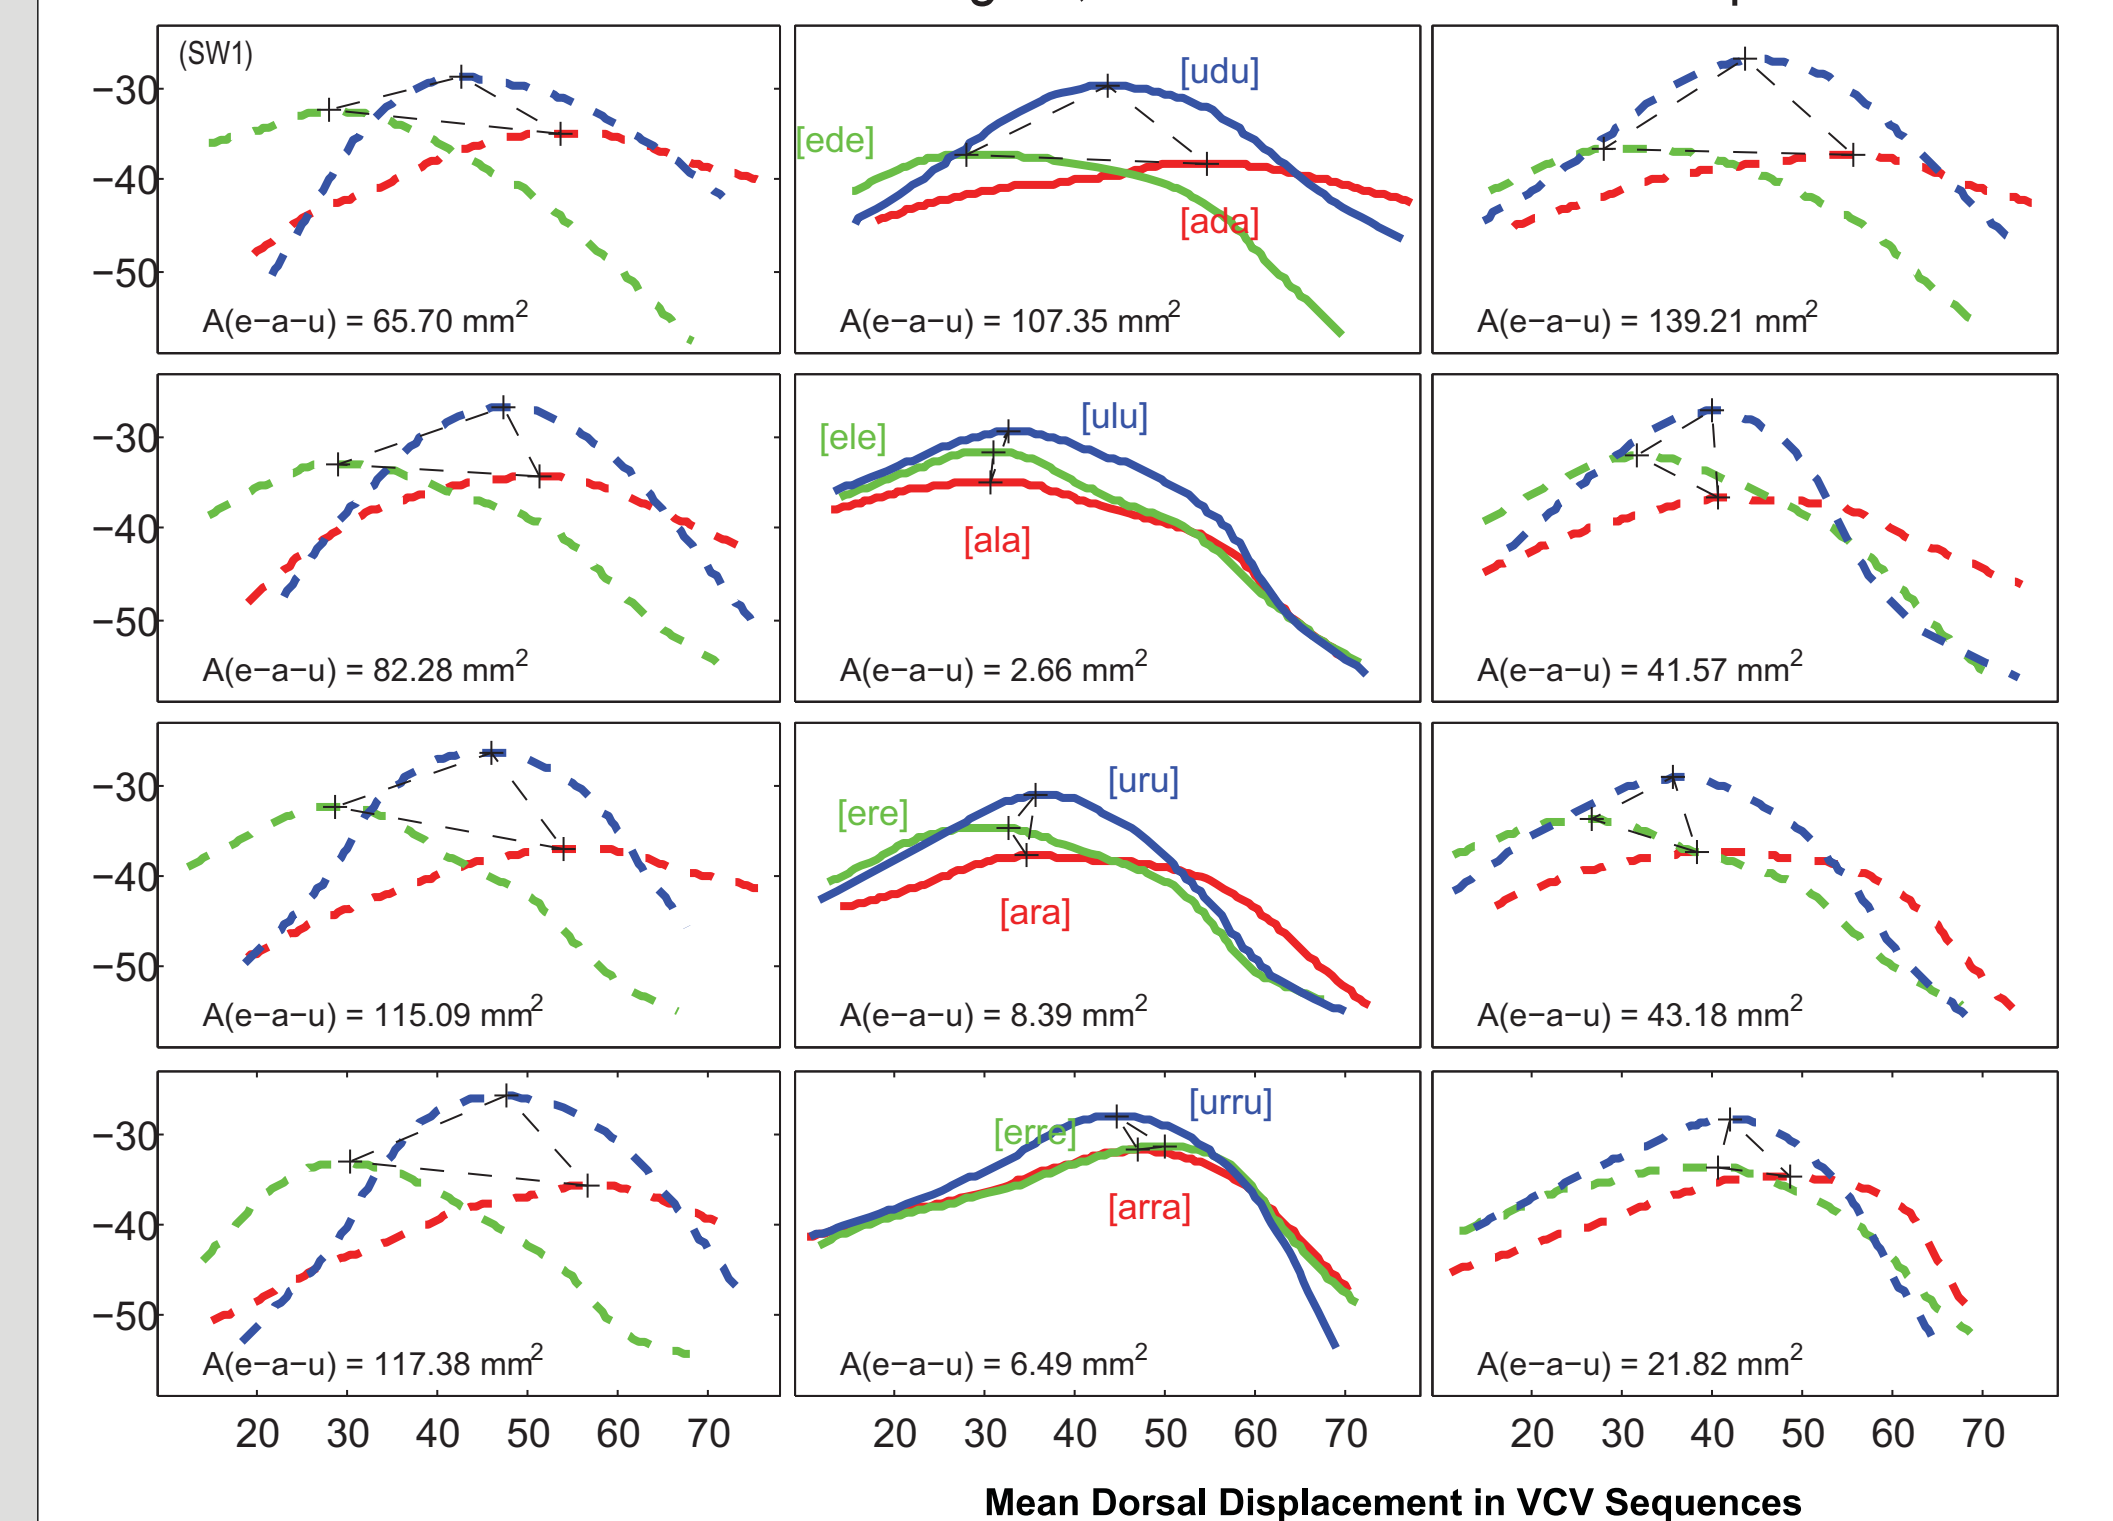 (SW1)
−30
−40
−50
A(e−a−u) = 65.70 mm2
[ede]
[udu]
[ada]
A(e−a−u) = 107.35 mm2
A(e−a−u) = 139.21 mm2
−30
−40
−50
A(e−a−u) = 82.28 mm2
[ele]
[ulu]
[ala]
A(e−a−u) = 2.66 mm2
A(e−a−u) = 41.57 mm2
−30
−40
−50
A(e−a−u) = 115.09 mm2
[ere]
[uru]
[ara]
A(e−a−u) = 8.39 mm2
A(e−a−u) = 43.18 mm2
−30
−40
−50
A(e−a−u) = 117.38 mm2
[erre]
[urru]
[arra]
A(e−a−u) = 6.49 mm2
A(e−a−u) = 21.82 mm2
20 30 40 50 60 70
20 30 40 50 60 70
20 30 40 50 60 70
Mean Dorsal Displacement in VCV Sequences